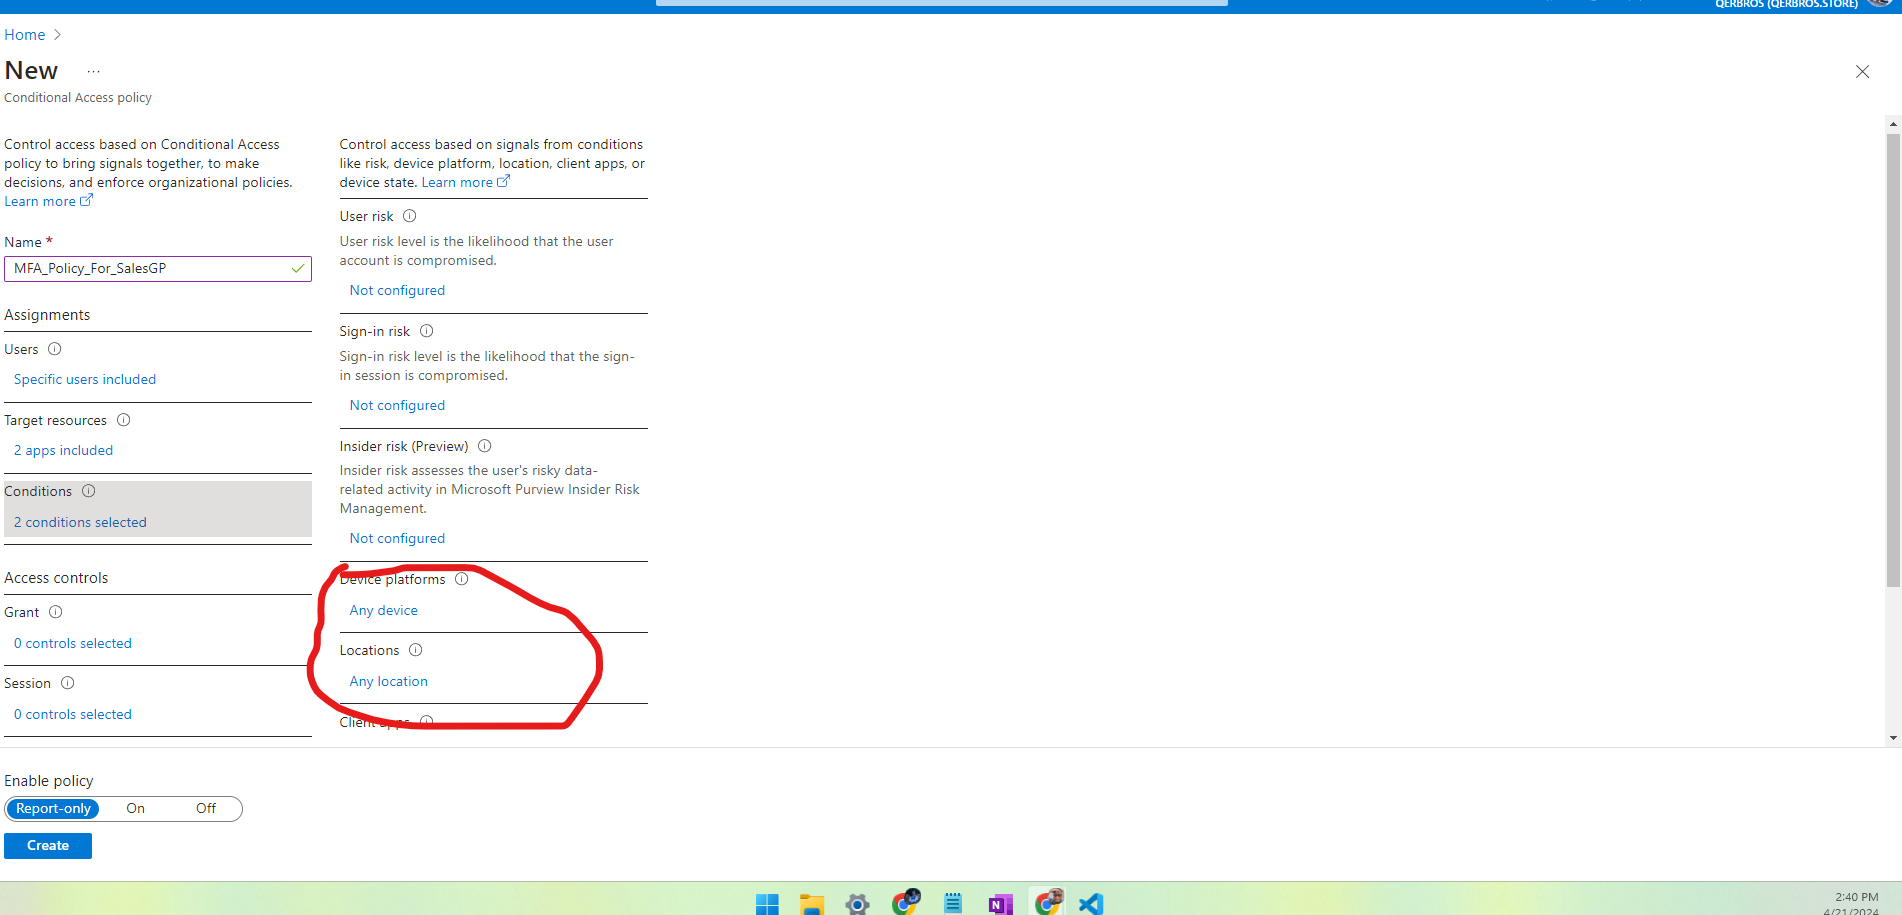 QERBROS (QERBROS.STORE)
Home
New ...
Conditional Access policy
Control access based on Conditional Access
policy to bring signals together, to make
decisions, and enforce organizational policies.
Learn more
Name *
MFA_Policy_For_SalesGP
Assignments
Users
Specific users included
Target resources
2 apps included
Conditions
2 conditions selected
Access controls
Grant
0 controls selected
Session
0 controls selected
Control access based on signals from conditions
like risk, device platform, location, client apps, or
device state. Learn more
User risk
User risk level is the likelihood that the user
account is compromised.
Not configured
Sign-in risk
Sign-in risk level is the likelihood that the sign-
in session is compromised.
Not configured
Insider risk (Preview)
Insider risk assesses the user's risky data-
related activity in Microsoft Purview Insider Risk
Management.
Not configured
Device platforms
Any device
Locations
Any location
Client apps
Enable policy
Report-only On Off
Create
N
2:40 PM
4/21/2024